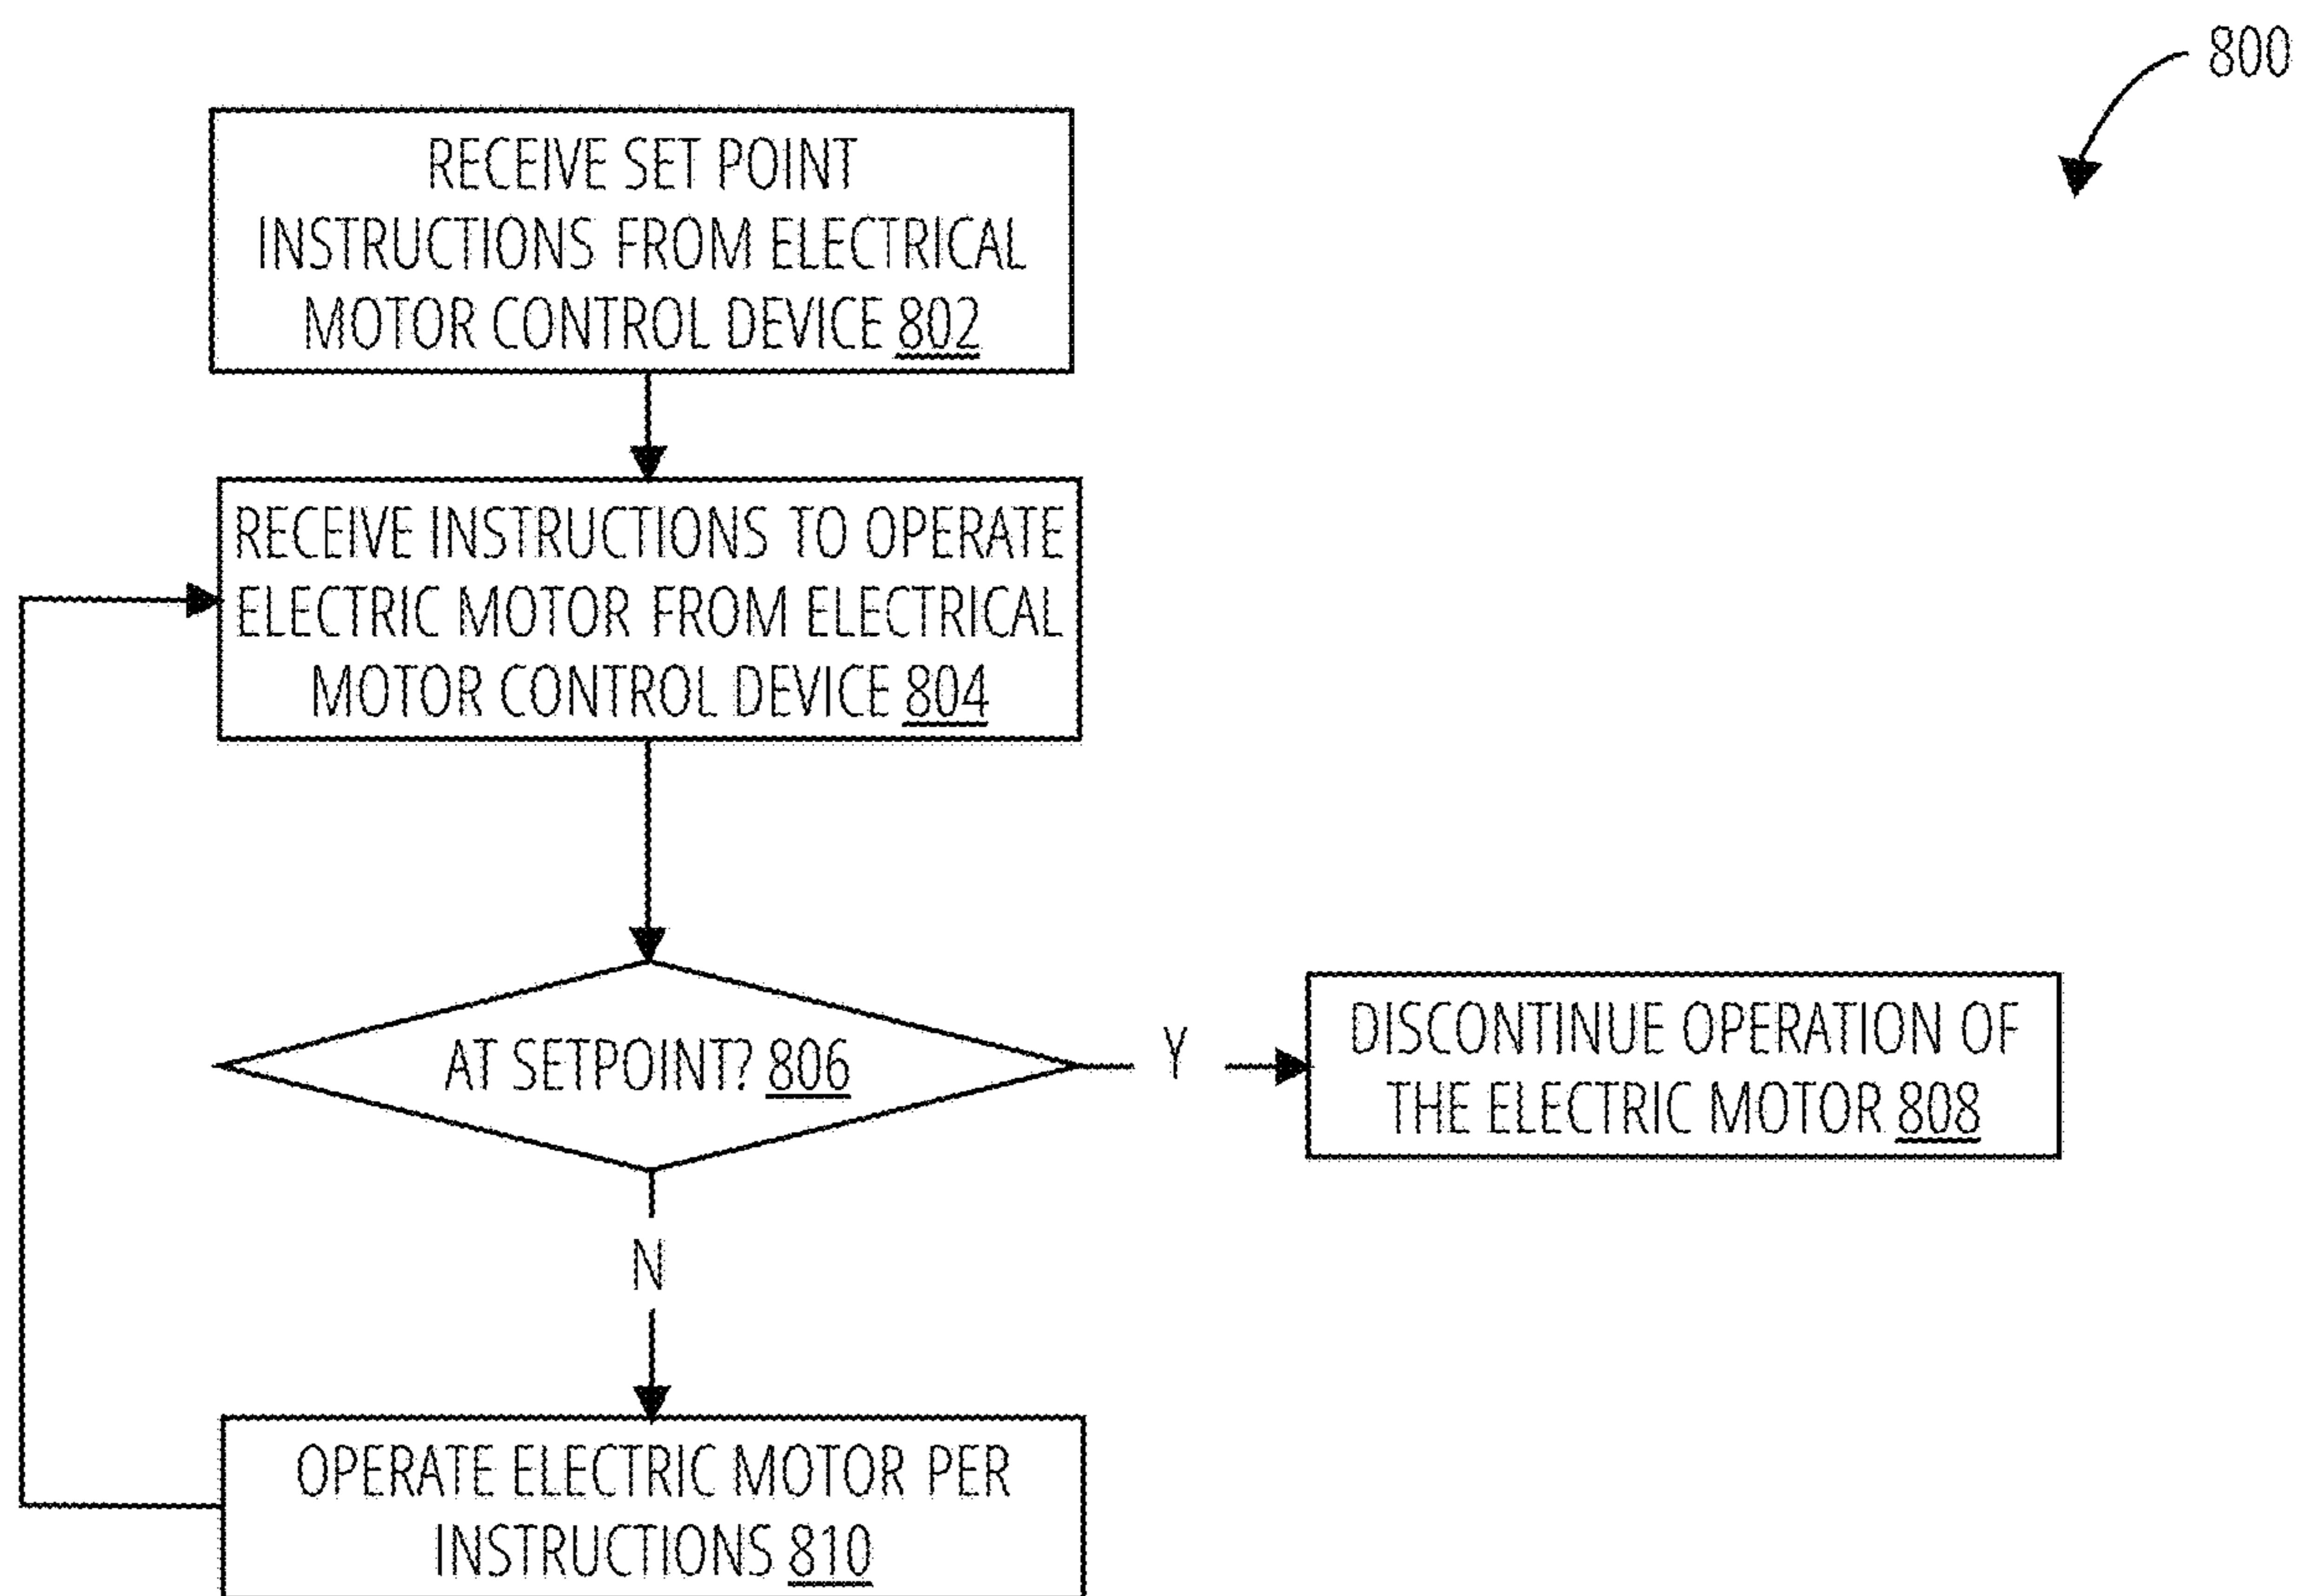 800
RECEIVE SET POINT
INSTRUCTIONS FROM ELECTRICAL
MOTOR CONTROL DEVICE 802
RECEIVE INSTRUCTIONS TO OPERATE
ELECTRIC MOTOR FROM ELECTRICAL
MOTOR CONTROL DEVICE 804
AT SETPOINT? 806
Y
DISCONTINUE OPERATION OF
THE ELECTRIC MOTOR 808
N
OPERATE ELECTRIC MOTOR PER
INSTRUCTIONS 810